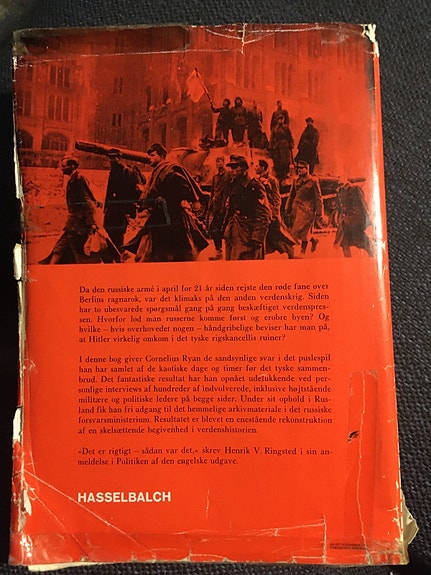 Da den russiske armé i april for 21 år siden rejste den røde fane over
Berlins ragnarok, var det klimaks på den anden verdenskrig. Siden
har to ubesvarede spørgsmål gang på gang beskæftiget verdenspres-
sen. Hvorfor lod man russerne komme først og erobre byen? Og
hvilke – hvis overhovedet nogen – håndgribelige beviser har man på,
at Hitler virkelig omkom i det tyske rigskancellis ruiner?
I denne bog giver Cornelius Ryan de sandsynlige svar i det puslespil
han har samlet af de kaotiske dage og timer før det tyske sammen-
brud. Det fantastiske resultat har han opnået udetukkende ved per-
sonlige interviews af hundreder af indvolverede, inklusive højtstående
militære og politiske ledere på begge sider. Under sit ophold i Rus-
land fik han fri adgang til det hemmelige arkivmateriale i det russiske
forsvarsministerium. Resultatet er blevet en enestående rekonstruktion
af en skelsættende begivenhed i verdenshistorien.
»Det er rigtigt – sådan var det,« skrev Henrik V. Ringsted i sin an-
meldelse i Politiken af den engelske udgave.
HASSELBALCH